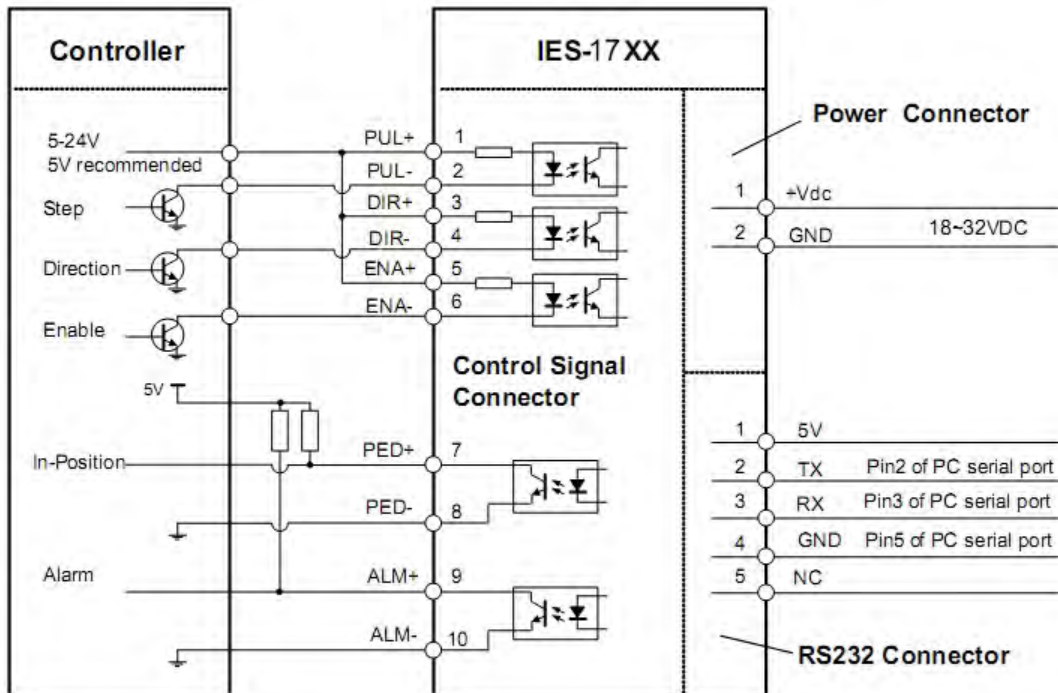 Controller
IES-17XX
5-24V
5V recommended
Step
Direction
Enable
5V
In-Position
Alarm
PUL+ 1
PUL- 2
DIR+ 3
DIR- 4
ENA+ 5
ENA- 6
Control Signal
Connector
PED+ 7
PED- 8
ALM+ 9
ALM- 10
Power Connector
1 +Vdc
2 GND 18~32VDC
1 5V
2 TX Pin2 of PC serial port
3 RX Pin3 of PC serial port
4 GND Pin5 of PC serial port
5 NC
RS232 Connector